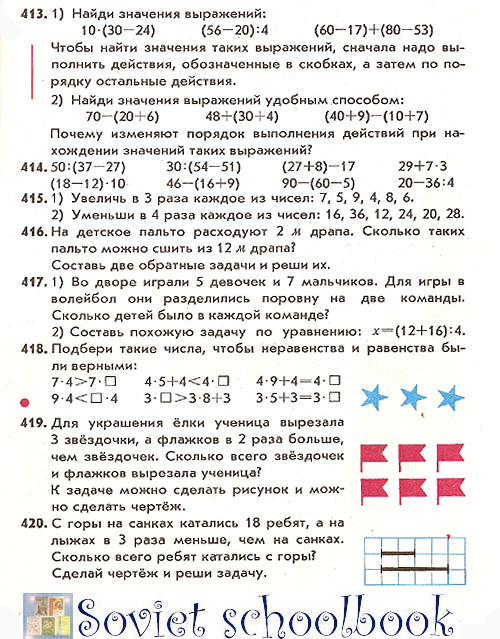 413. 1) Найди значения выражений:
10·(30—24) (56—20):4 (60—17)+(80—53)
Чтобы найти значения таких выражений, сначала надо вы-
полнить действия, обозначенные в скобках, а затем по по-
рядку остальные действия.
2) Найди значения выражений удобным способом:
70—(20+6) 48+(30+4) (40+9)—(10+7)
Почему изменяют порядок выполнения действий при на-
хождении значений таких выражений?
414. 50:(37—27) 30:(54—51) (27+8)—17 29+7·3
(18—12)·10 46—(16+9) 90—(60—5) 20—36:4
415. 1) Увеличь в 3 раза каждое из чисел: 7, 5, 9, 4, 8, 6.
2) Уменьши в 4 раза каждое из чисел: 16, 36, 12, 24, 20, 28.
416. На детское пальто расходуют 2 м драпа. Сколько таких
пальто можно сшить из 12 м драпа?
Составь две обратные задачи и реши их.
417. 1) Во дворе играли 5 девочек и 7 мальчиков. Для игры в
волейбол они разделились поровну на две команды.
Сколько детей было в каждой команде?
2) Составь похожую задачу по уравнению: x=(12+16):4.
418. Подбери такие числа, чтобы неравенства и равенства бы-
ли верными:
7·4>7·□ 4·5+4<4·□ 4·9+4=4·□
9·4<□·4 3·□>3·8+3 3·5+3=3·□
419. Для украшения ёлки ученица вырезала
3 звёздочки, а флажков в 2 раза больше,
чем звёздочек. Сколько всего звёздочек
и флажков вырезала ученица?
К задаче можно сделать рисунок и мож-
но сделать чертёж.
420. С горы на санках катались 18 ребят, а на
лыжах в 3 раза меньше, чем на санках.
Сколько всего ребят катались с горы?
Сделай чертёж и реши задачу.
Soviet schoolbook